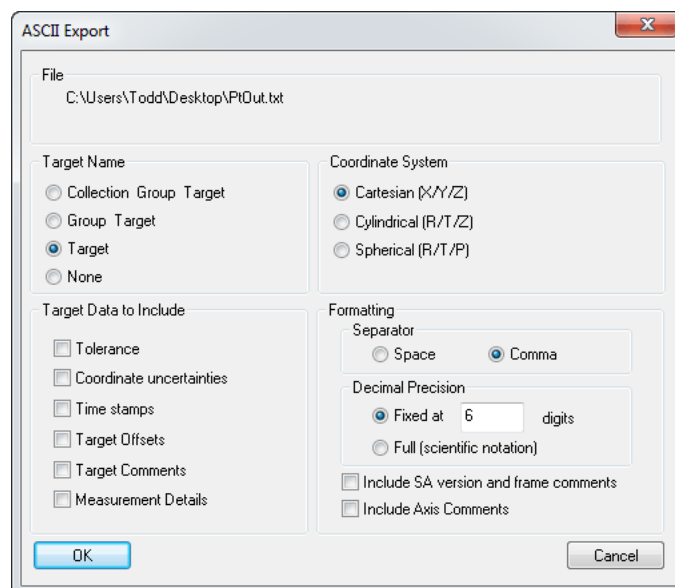 ASCII Export
File
C:\Users\Todd\Desktop\PtOut.txt
Target Name
Collection Group Target
Group Target
Target
None
Coordinate System
Cartesian (X/Y/Z)
Cylindrical (R/T/Z)
Spherical (R/T/P)
Target Data to Include
Tolerance
Coordinate uncertainties
Time stamps
Target Offsets
Target Comments
Measurement Details
Formatting
Separator
Space
Comma
Decimal Precision
Fixed at 6 digits
Full (scientific notation)
Include SA version and frame comments
Include Axis Comments
OK
Cancel